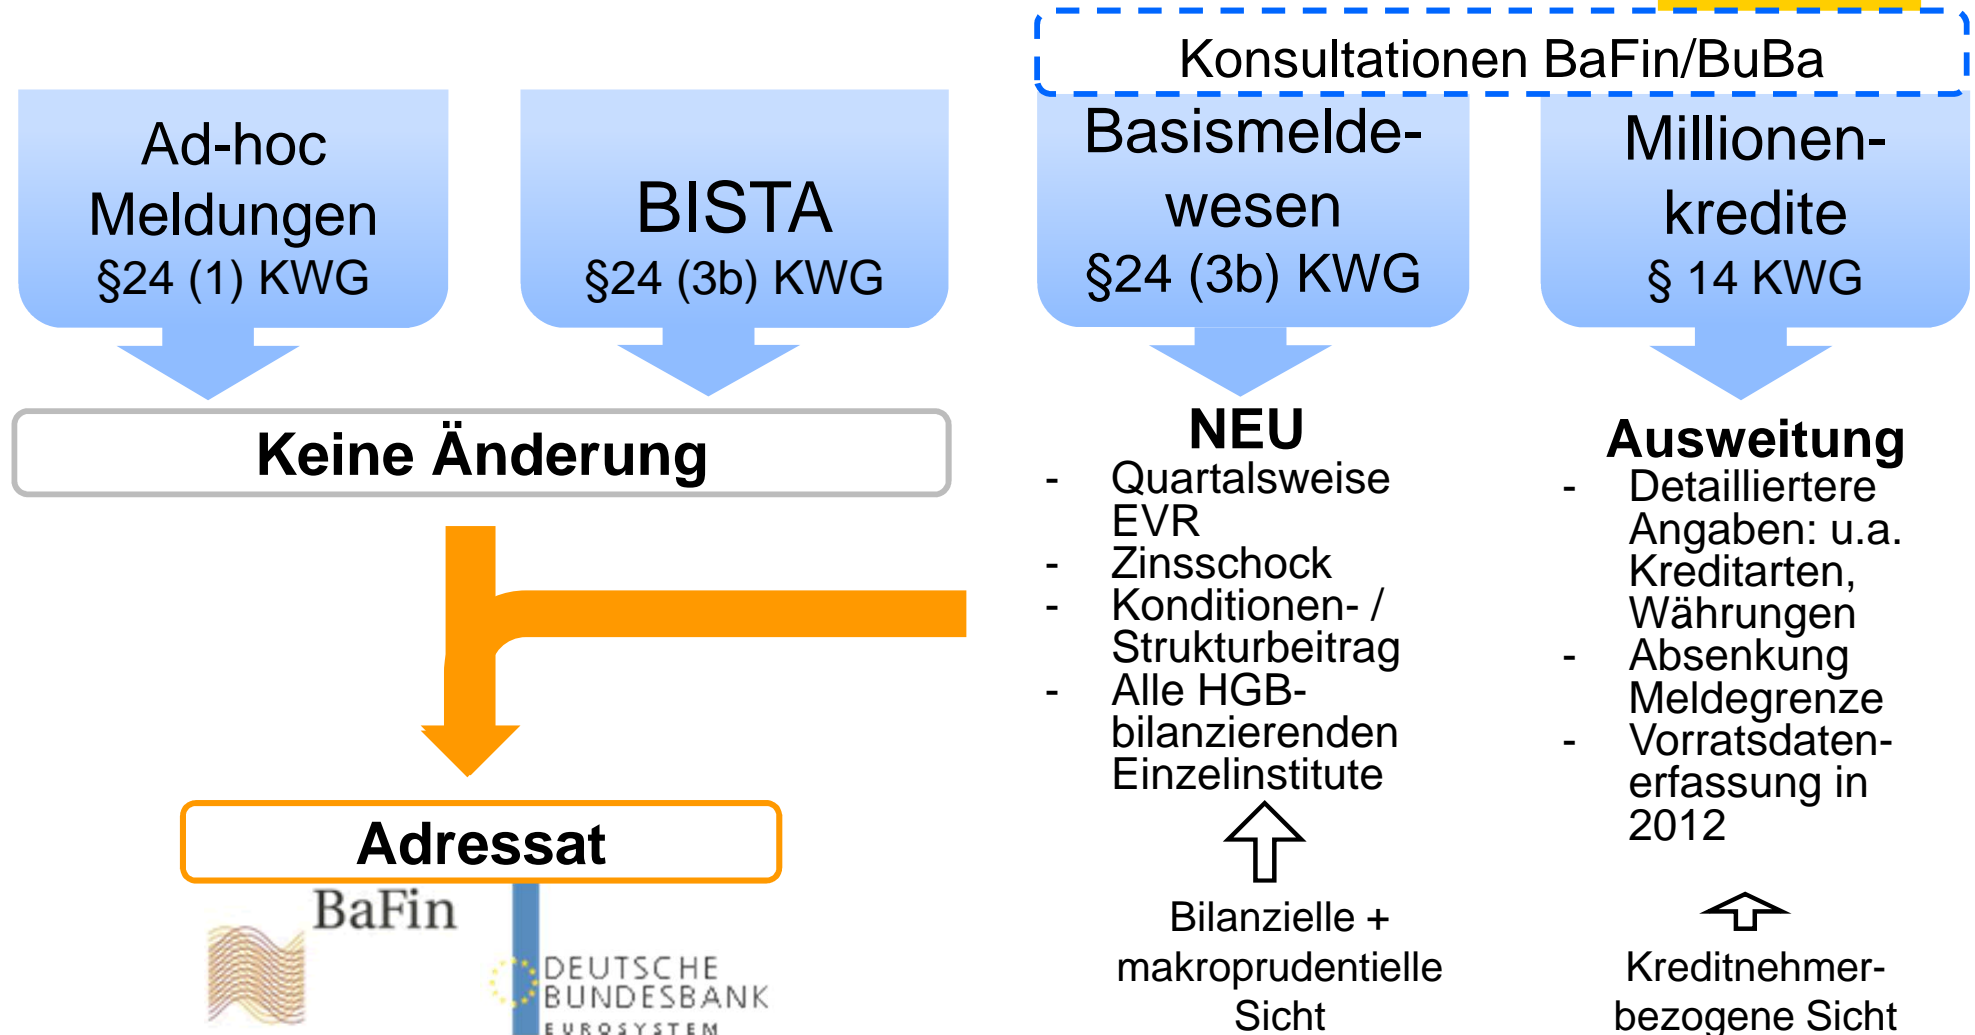 Konsultationen BaFin/BuBa
Ad-hoc
Meldungen
§24 (1) KWG
BISTA
§24 (3b) KWG
Basismelde-
wesen
§24 (3b) KWG
Millionen-
kredite
§ 14 KWG
Keine Änderung
NEU
- Quartalsweise
EVR
- Zinsschock
- Konditionen- /
Strukturbeitrag
- Alle HGB-
bilanzierenden
Einzelinstitute
Ausweitung
- Detailliertere
Angaben: u.a.
Kreditarten,
Währungen
- Absenkung
Meldegrenze
- Vorratsdaten-
erfassung in
2012
Adressat
BaFin
DEUTSCHE
BUNDESBANK
EUROSYSTEM
Bilanzielle +
makroprudentielle
Sicht
Kreditnehmer-
bezogene Sicht